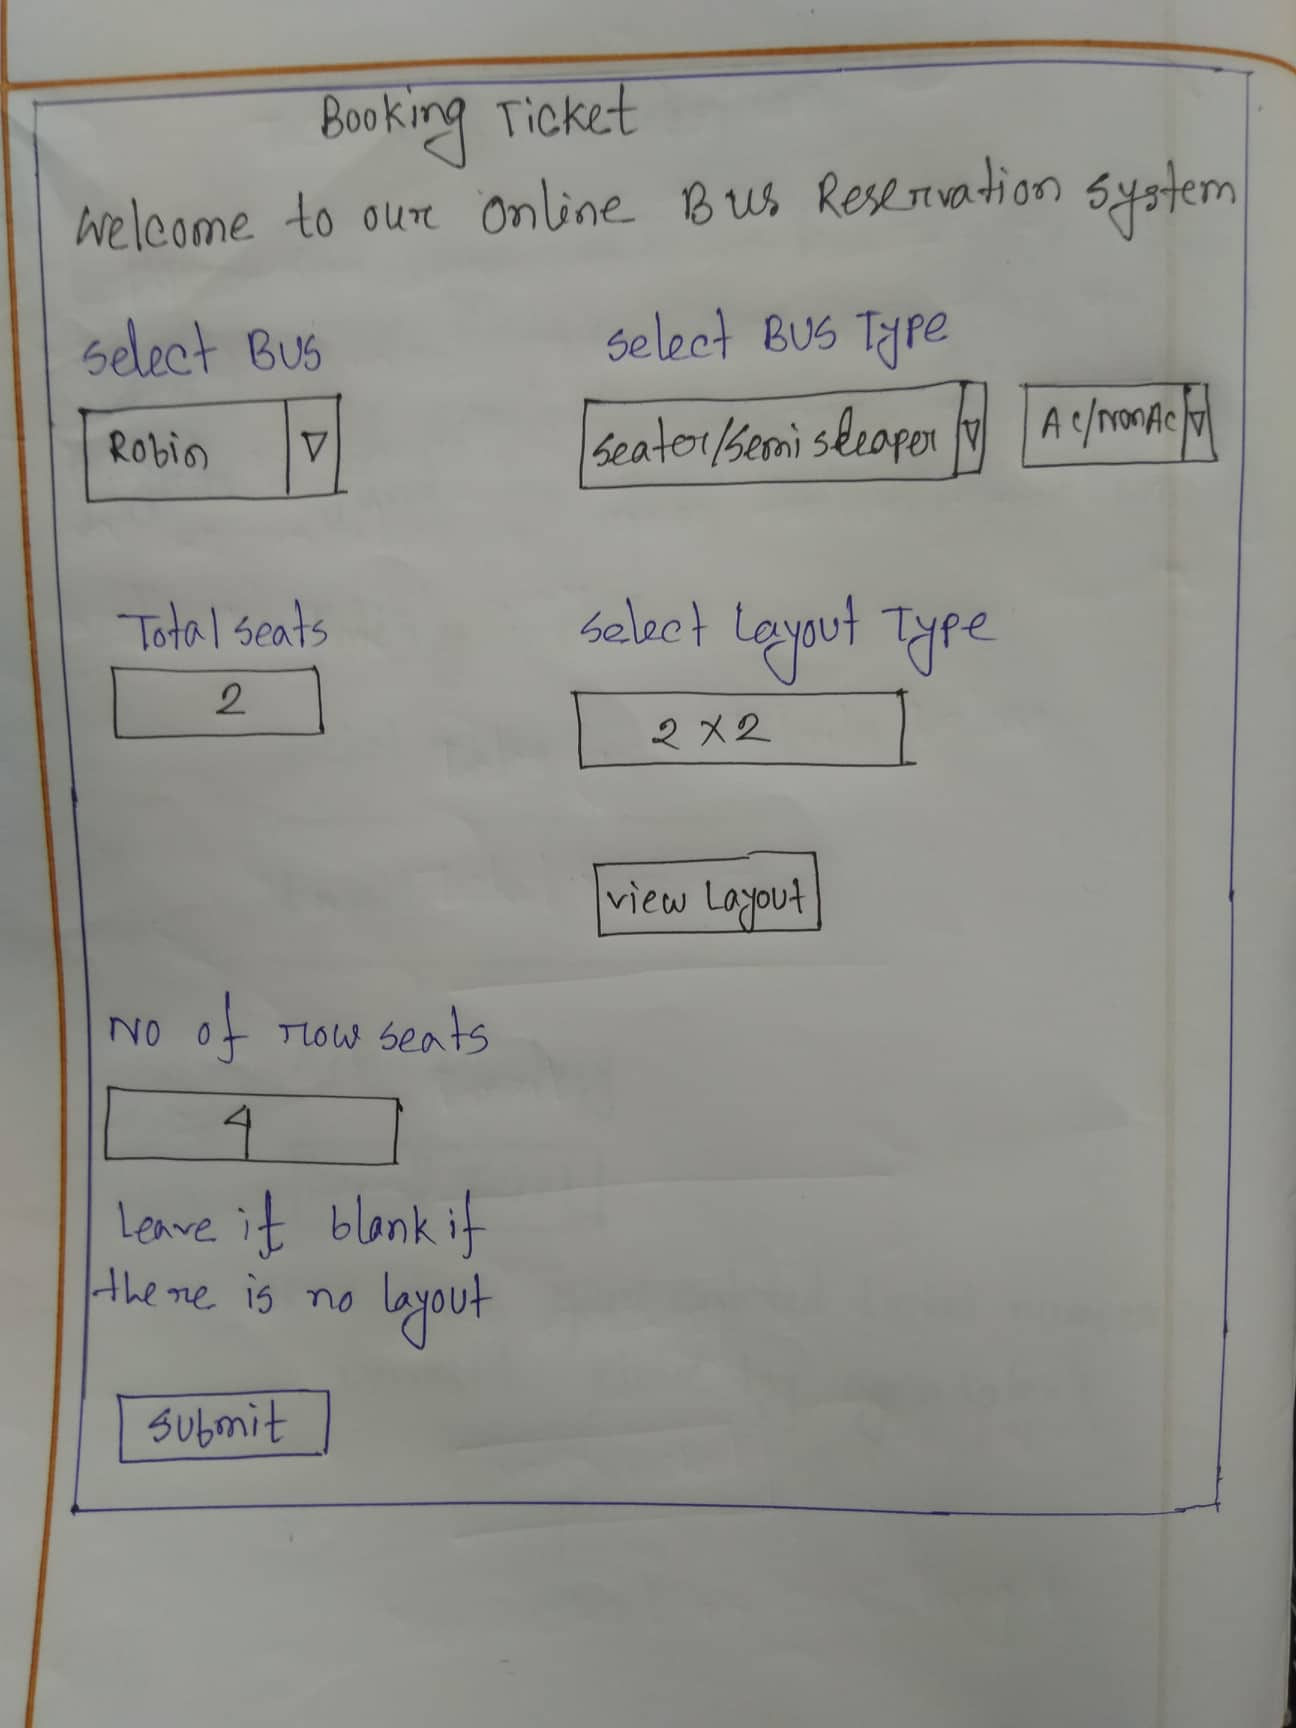 Booking Ticket
Welcome to our Online Bus Reservation System
Select BUS
Select BUS Type
Robin
Seater/Semi sleaper
Ac/NonAc
Total seats
Select Layout Type
2
2 x 2
view Layout
No of row seats
4
Leave it blank if
there is no layout
Submit